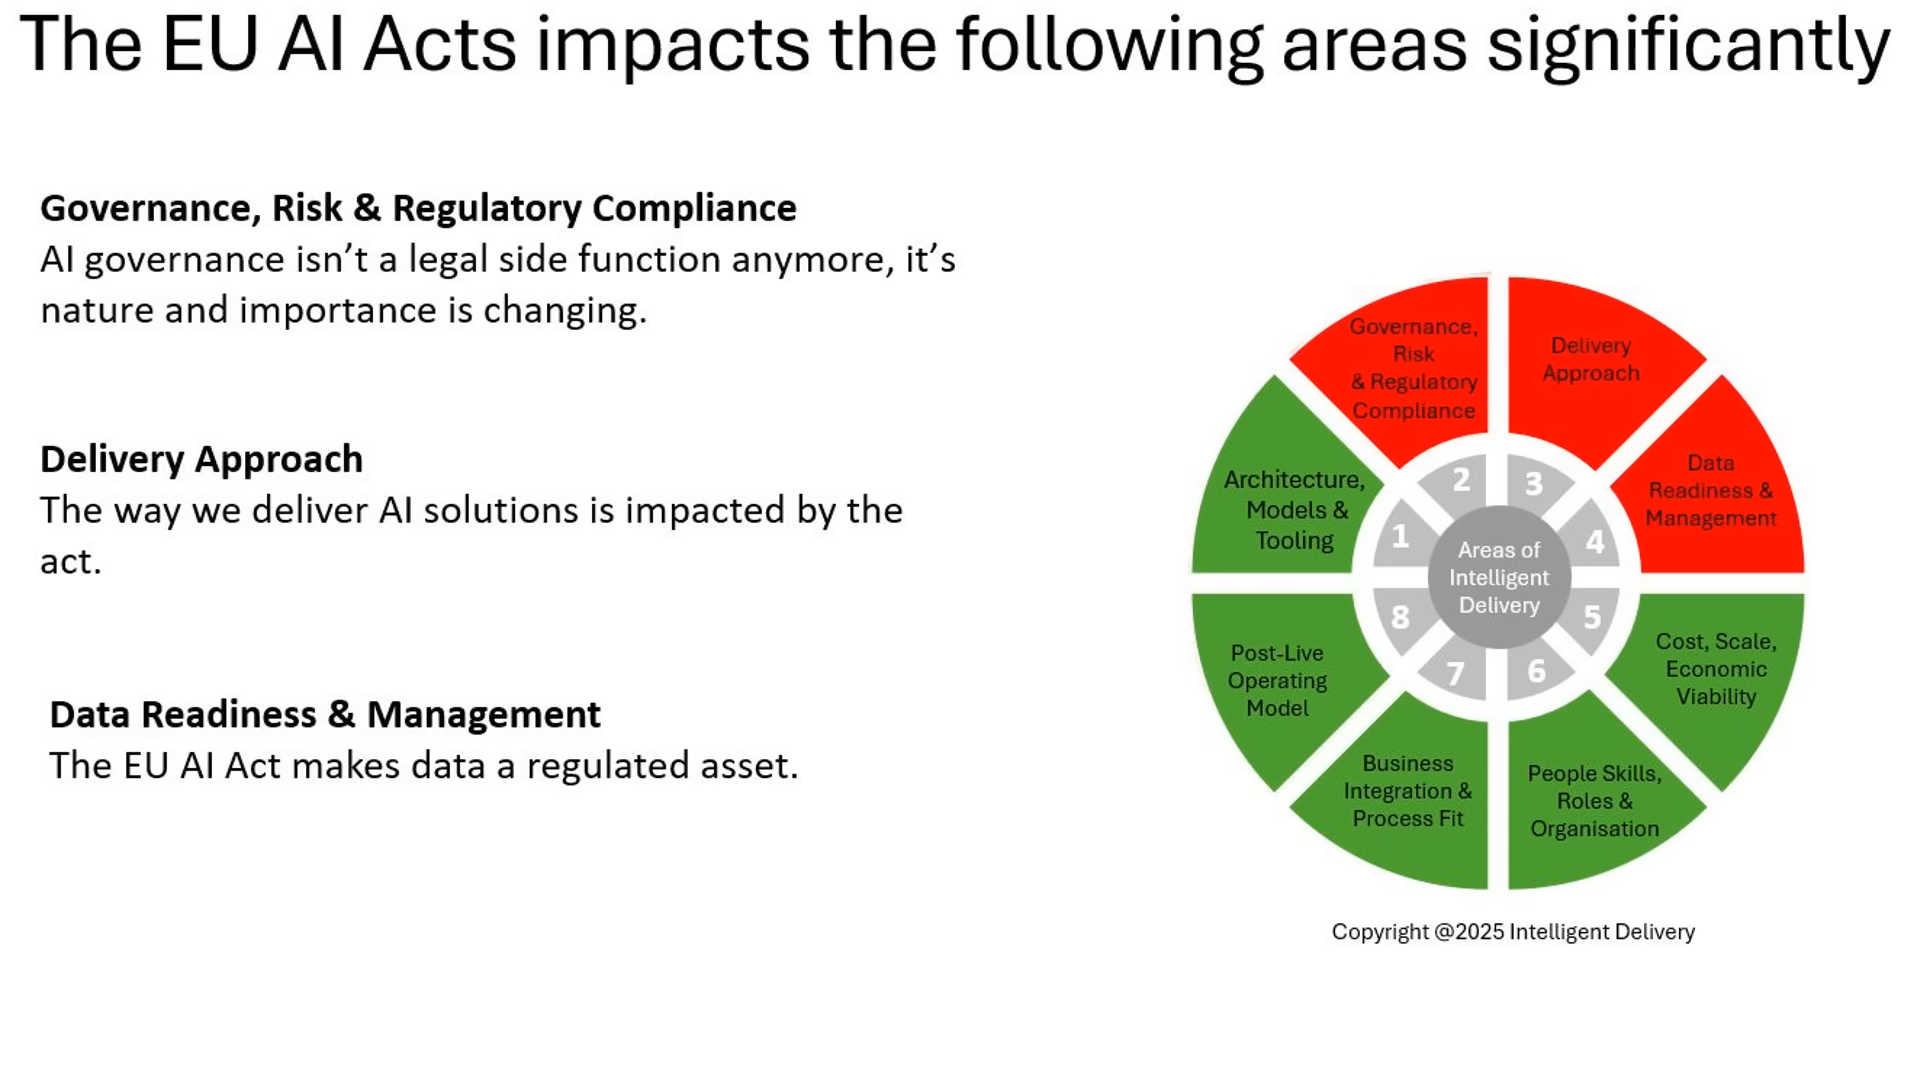 The EU AI Acts impacts the following areas significantly
Governance, Risk & Regulatory Compliance
AI governance isn’t a legal side function anymore, it’s
nature and importance is changing.
Delivery Approach
The way we deliver AI solutions is impacted by the
act.
Data Readiness & Management
The EU AI Act makes data a regulated asset.
Governance,
Risk
& Regulatory
Compliance
Delivery
Approach
Data
Readiness &
Management
Architecture,
Models &
Tooling
2
3
1
4
Areas of
Intelligent
Delivery
8
5
7
6
Post-Live
Operating
Model
Cost, Scale,
Economic
Viability
Business
Integration &
Process Fit
People Skills,
Roles &
Organisation
Copyright @2025 Intelligent Delivery